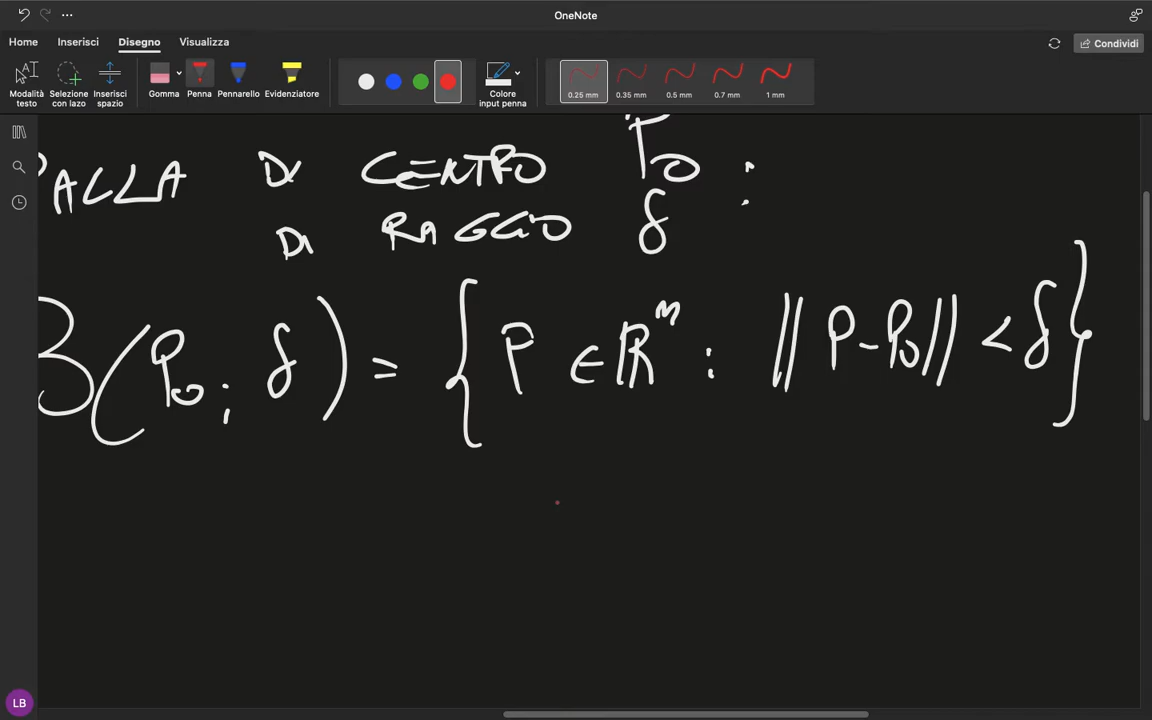 OneNote
Home Inserisci Disegno Visualizza
Condividi
Modalità testo
Selezione con lazo
Inserisci spazio
Gomma
Penna
Pennarello
Evidenziatore
Colore input penna
0.25 mm 0.35 mm 0.5 mm 0.7 mm 1 mm
PALLA DI CENTRO P₀ :
DI RAGGIO δ
B(P₀; δ) = { P ∈ ℝᵐ : ‖P-P₀‖ < δ }
LB